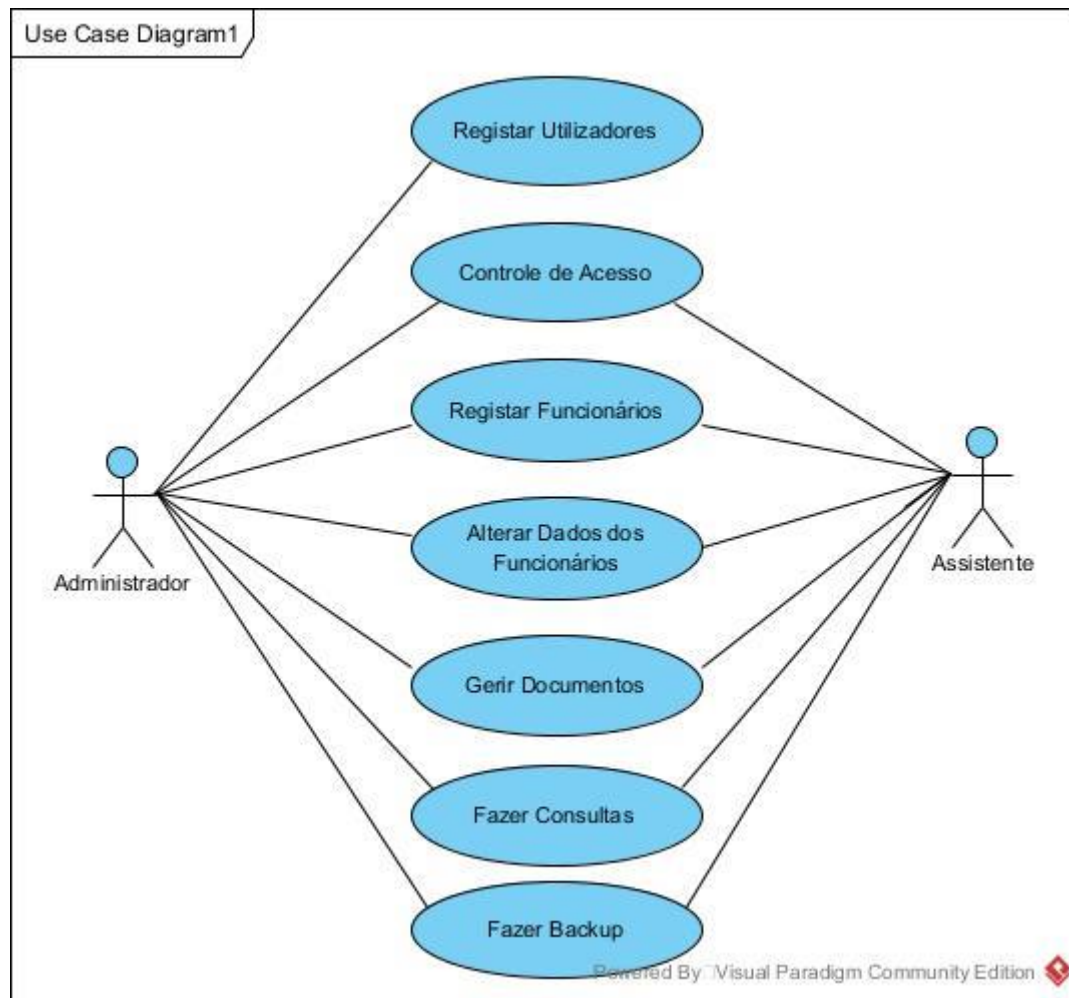 Use Case Diagram1
Registar Utilizadores
Controle de Acesso
Registar Funcionários
Alterar Dados dos
Funcionários
Administrador
Assistente
Gerir Documentos
Fazer Consultas
Fazer Backup
Powered By Visual Paradigm Community Edition